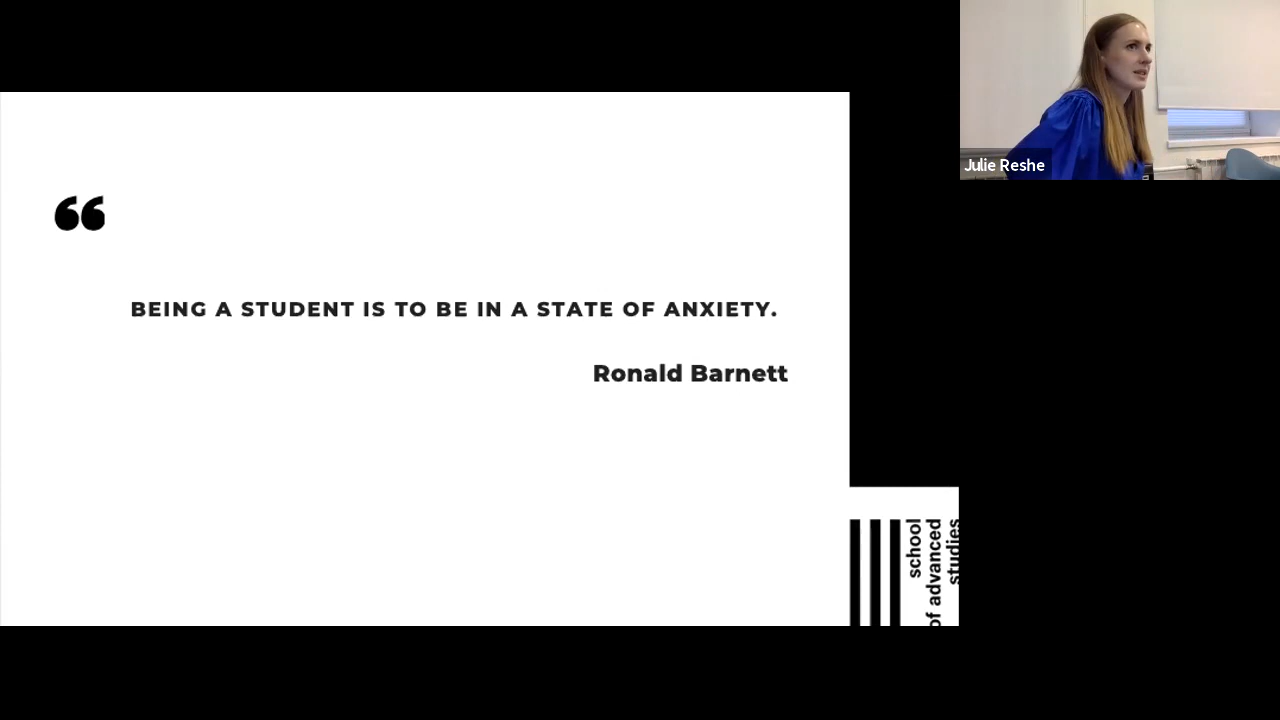 Julie Reshe
“
BEING A STUDENT IS TO BE IN A STATE OF ANXIETY.
Ronald Barnett
school
of advanced
studies